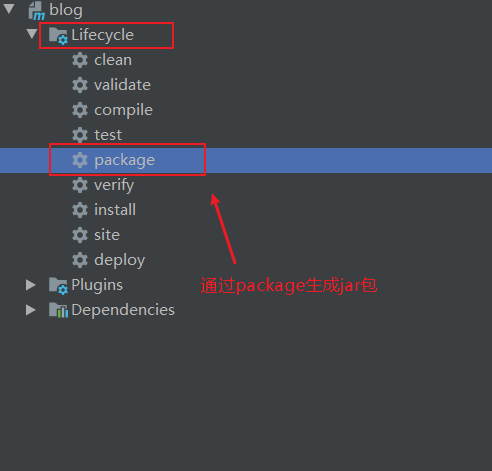 blog
Lifecycle
clean
validate
compile
test
package
verify
install
site
deploy
Plugins
通过package生成jar包
Dependencies